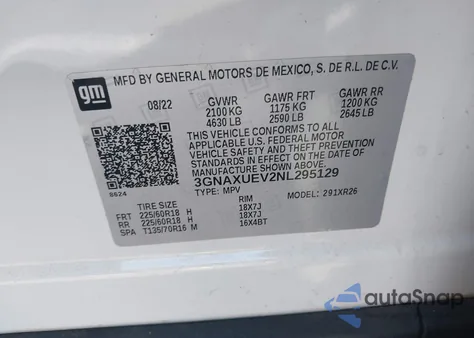 gm
MFD BY GENERAL MOTORS DE MEXICO, S. DE R.L. DE C.V.
08/22 GVWR GAWR FRT GAWR RR
2100 KG 1175 KG 1200 KG
4630 LB 2590 LB 2645 LB
THIS VEHICLE CONFORMS TO ALL
APPLICABLE U.S. FEDERAL MOTOR
VEHICLE SAFETY AND THEFT PREVENTION
STANDARDS IN EFFECT ON THE DATE OF
MANUFACTURE SHOWN ABOVE.
3GNAXUEV2NL295129
TYPE: MPV MODEL: 291XR26
8624
TIRE SIZE RIM
FRT 225/60R18 H 18X7J
RR 225/60R18 H 18X7J
SPA T135/70R16 M 16X4BT
autoSnap